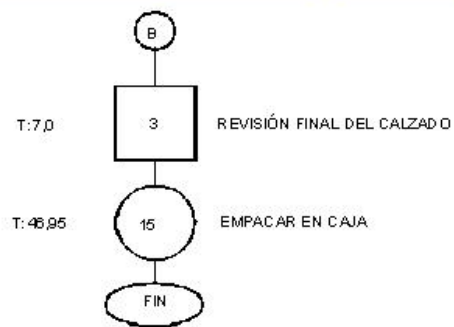 B
T:7,0 3 REVISIÓN FINAL DEL CALZADO
T:46,95 15 EMPACAR EN CAJA
FIN